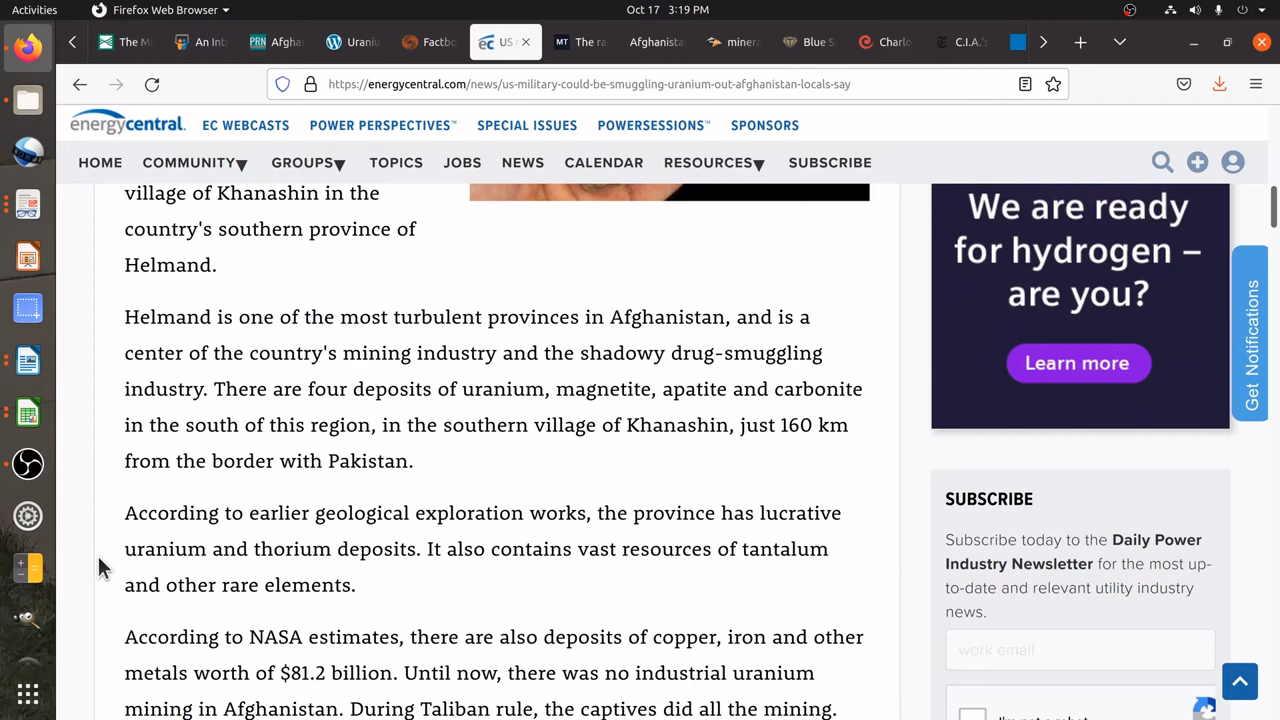 Activities
Firefox Web Browser
Oct 17 3:19 PM
The M
An Int
PRN Afghan
Uraniu
Factbo
ec US m
MT The ra
Afghanista
minera
Blue S
Charlo
C.I.A.'s
https://energycentral.com/news/us-military-could-be-smuggling-uranium-out-afghanistan-locals-say
energycentral.
EC WEBCASTS
POWER PERSPECTIVES™
SPECIAL ISSUES
POWERSESSIONS™
SPONSORS
HOME
COMMUNITY
GROUPS
TOPICS
JOBS
NEWS
CALENDAR
RESOURCES
SUBSCRIBE
village of Khanashin in the
country's southern province of
Helmand.
Helmand is one of the most turbulent provinces in Afghanistan, and is a
center of the country's mining industry and the shadowy drug-smuggling
industry. There are four deposits of uranium, magnetite, apatite and carbonite
in the south of this region, in the southern village of Khanashin, just 160 km
from the border with Pakistan.
According to earlier geological exploration works, the province has lucrative
uranium and thorium deposits. It also contains vast resources of tantalum
and other rare elements.
According to NASA estimates, there are also deposits of copper, iron and other
metals worth of $81.2 billion. Until now, there was no industrial uranium
mining in Afghanistan. During Taliban rule, the captives did all the mining.
We are ready
for hydrogen –
are you?
Learn more
Get Notifications
SUBSCRIBE
Subscribe today to the Daily Power
Industry Newsletter for the most up-
to-date and relevant utility industry
news.
work email
I'm not a robot